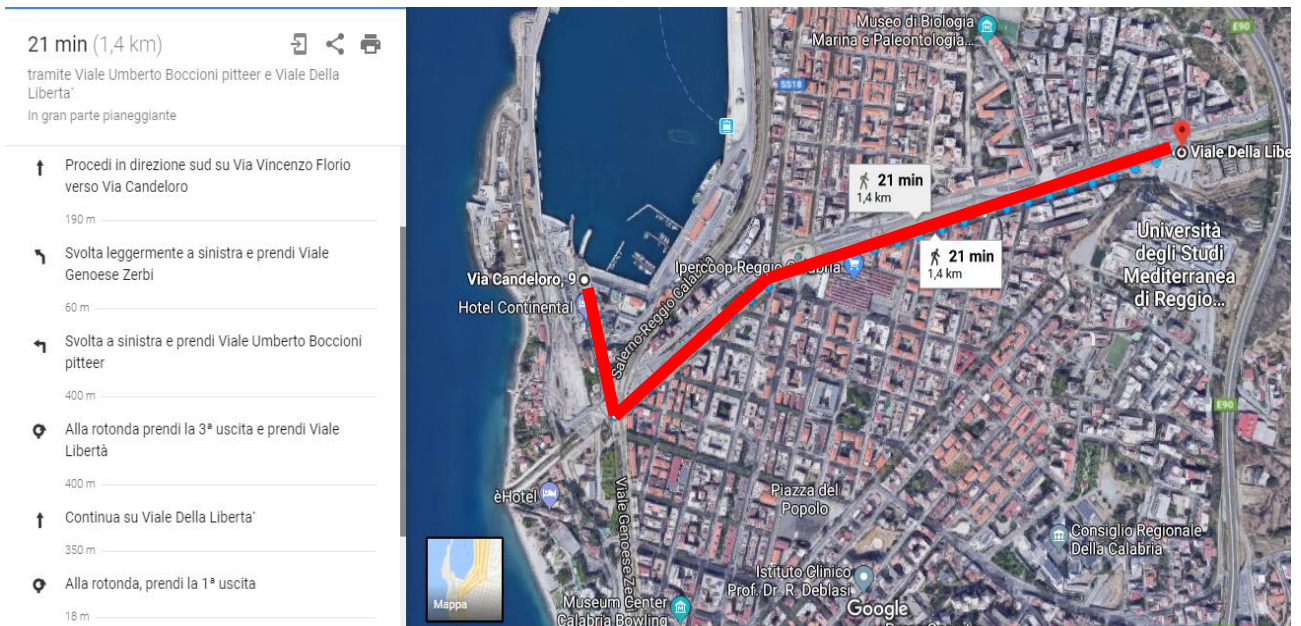 21 min (1,4 km)
tramite Viale Umberto Boccioni pitteer e Viale Della
Liberta`
In gran parte pianeggiante
Procedi in direzione sud su Via Vincenzo Florio
verso Via Candeloro
190 m
Svolta leggermente a sinistra e prendi Viale
Genoese Zerbi
60 m
Svolta a sinistra e prendi Viale Umberto Boccioni
pitteer
400 m
Alla rotonda prendi la 3ª uscita e prendi Viale
Libertà
400 m
Continua su Viale Della Liberta`
350 m
Alla rotonda, prendi la 1ª uscita
18 m
Museo di Biologia
Marina e Paleontologia...
E90
SS18
Viale Della Libe
21 min
1,4 km
21 min
1,4 km
Università
degli Studi
Mediterranea
di Reggio...
Ipercoop Reggio Calabria
Via Candeloro, 9
Hotel Continental
Salerno-Reggio Calabria
E90
èHotel
Viale Genoese Ze
Piazza del
Popolo
Consiglio Regionale
Della Calabria
Istituto Clinico
Prof. Dr. R. Deblasi
Mappa
Museum Center
Calabria Bowling
Google